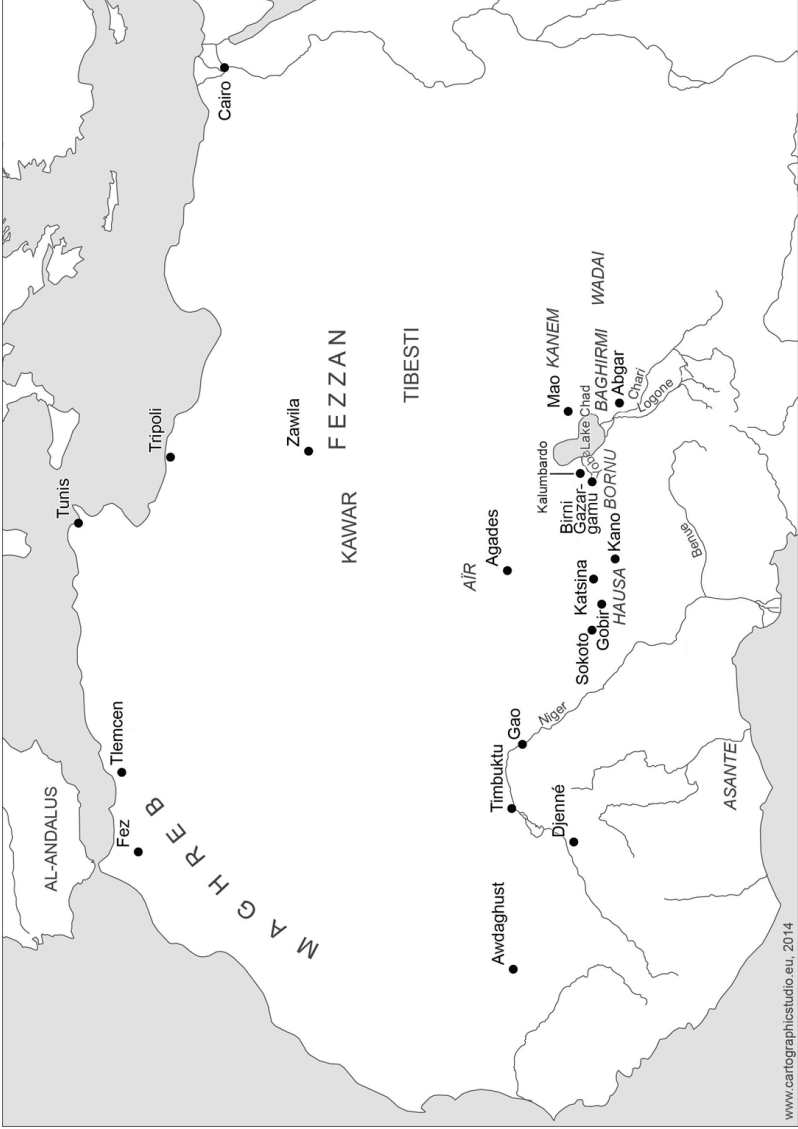 AL-ANDALUS
Tunis
Tlemcen
Fez
MAGHREB
Tripoli
Cairo
Zawila
FEZZAN
KAWAR
TIBESTI
AÏR
Agades
Awdaghust
Timbuktu
Gao
Niger
Djenné
Sokoto
Gobir
Katsina
HAUSA
Kano
Kalumbardo
Birni
Gazar-
gamu
BORNU
Lake Chad
Mao
KANEM
BAGHIRMI
WADAI
Abgar
Chari
Logone
Benue
ASANTE
www.cartographicstudio.eu, 2014